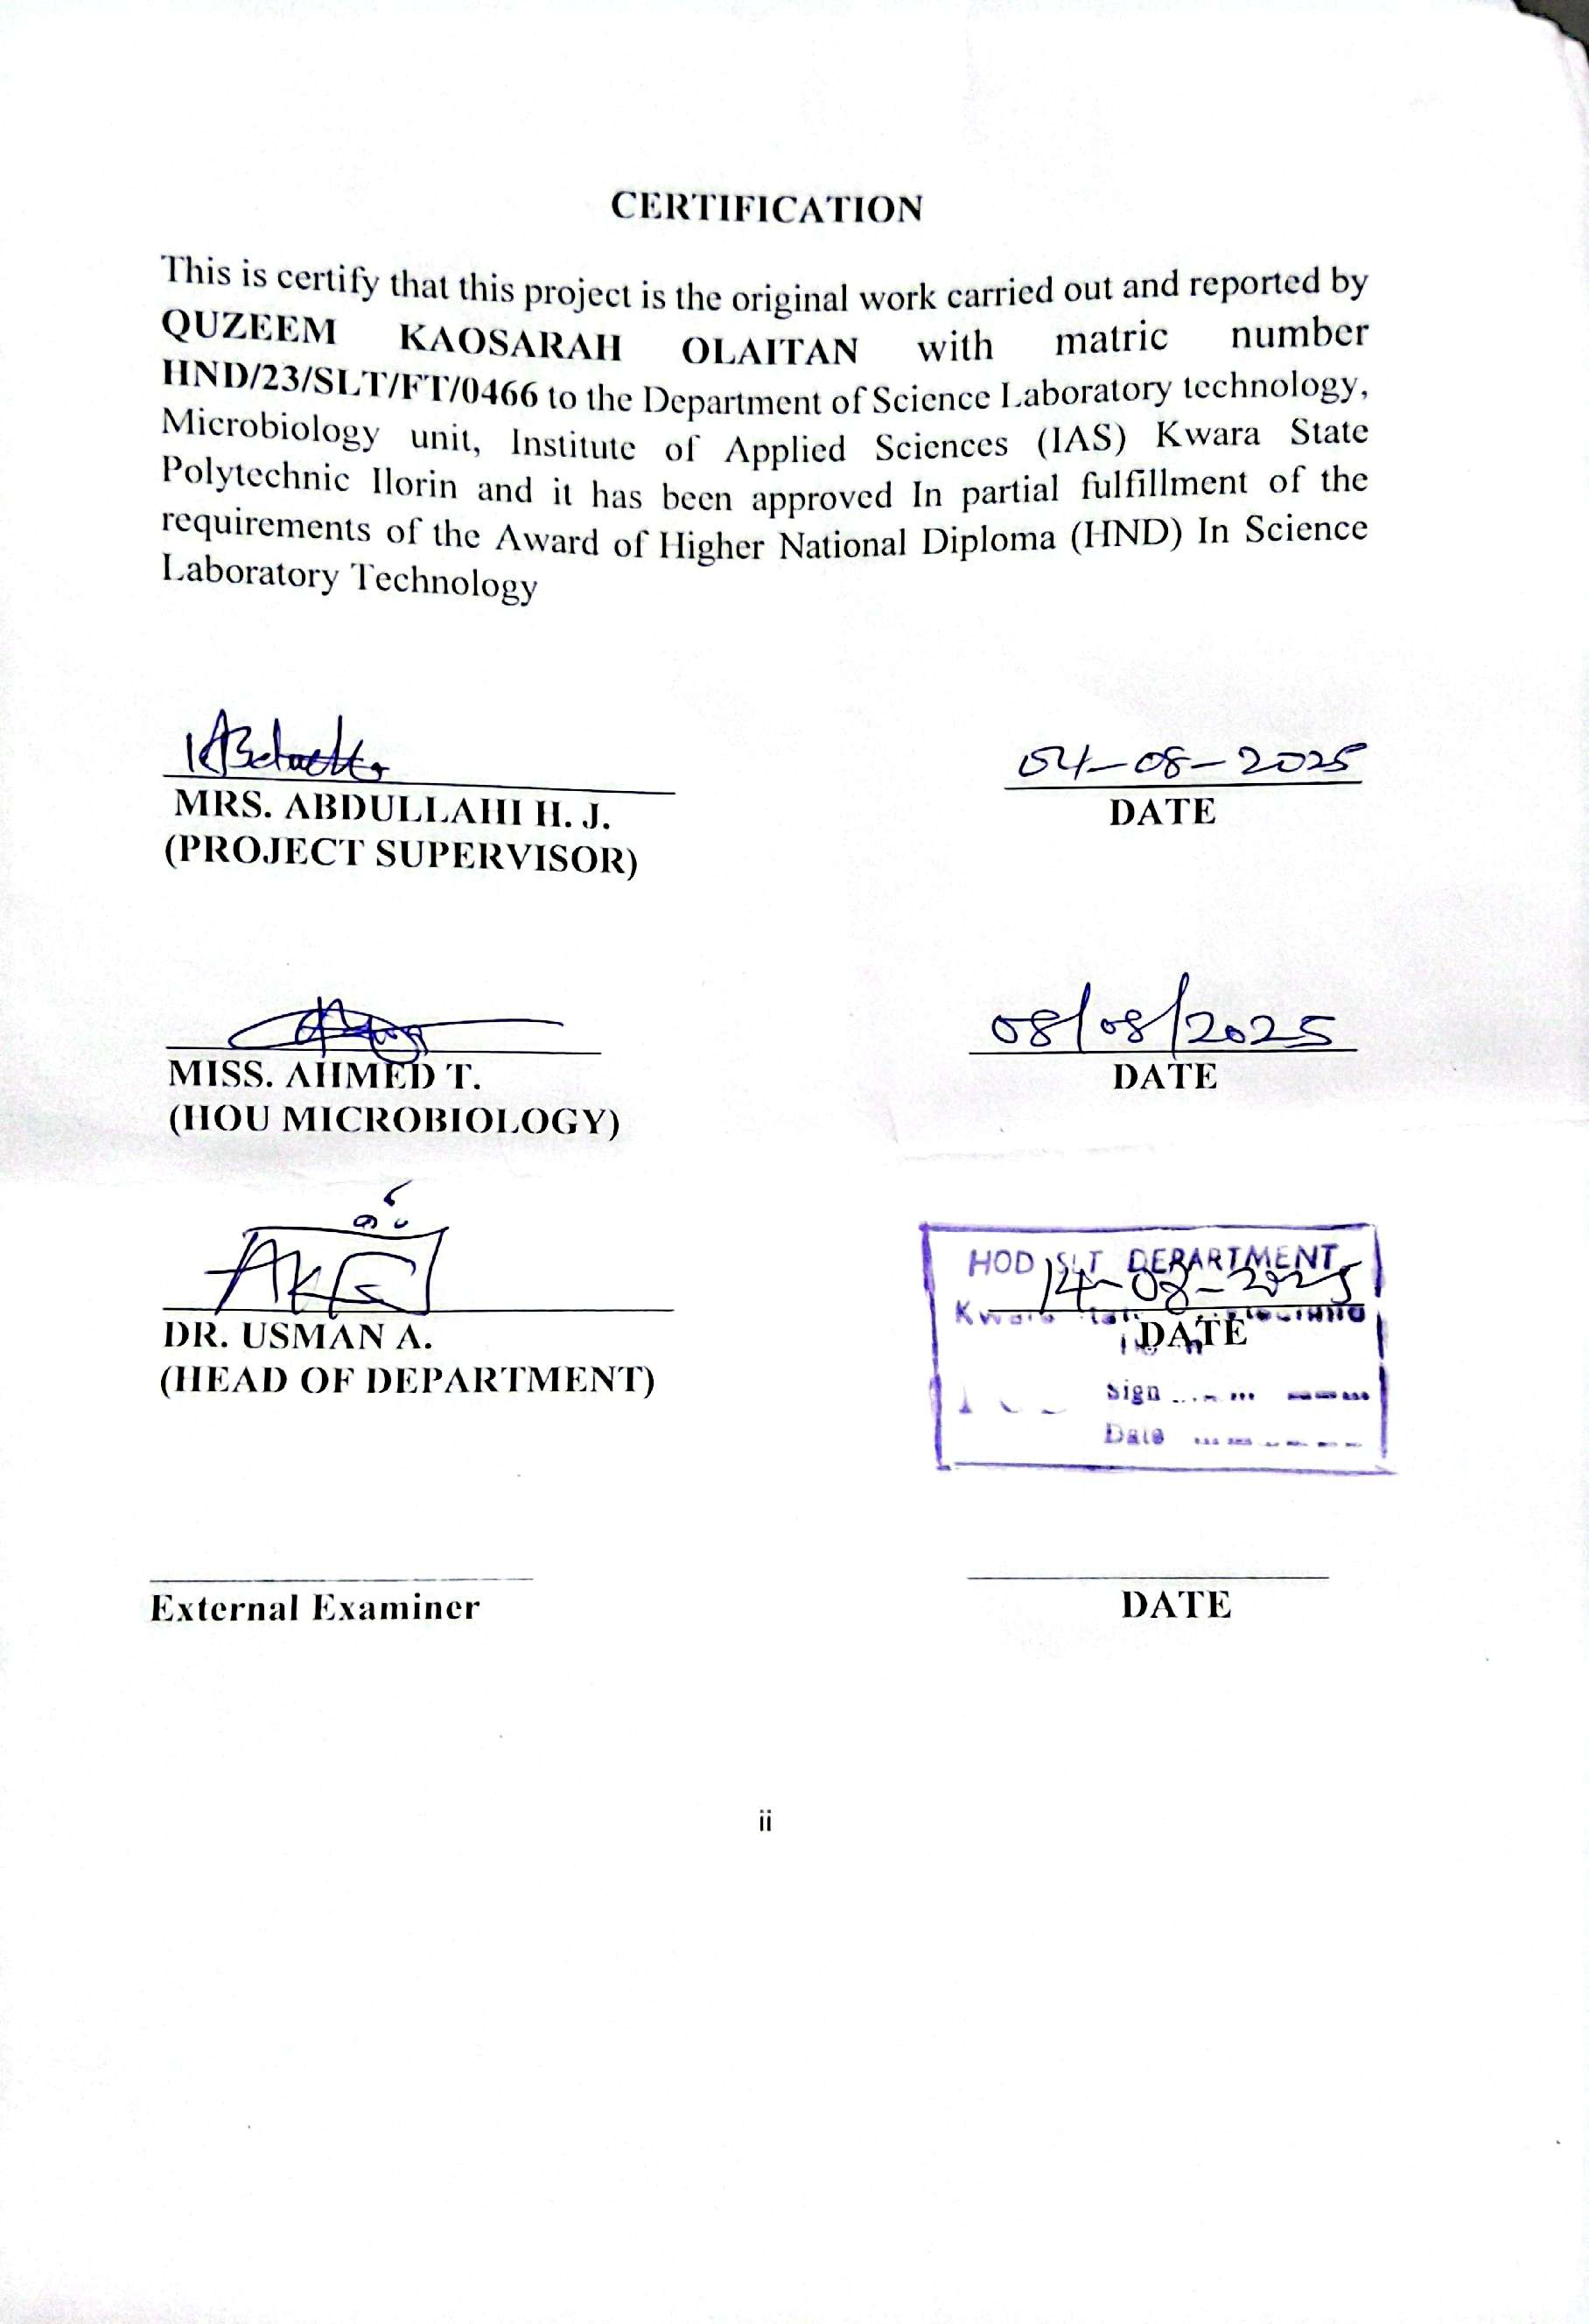 CERTIFICATION
This is certify that this project is the original work carried out and reported by
QUZEEM KAOSARAH OLAITAN with matric number
HND/23/SLT/FT/0466 to the Department of Science Laboratory technology,
Microbiology unit, Institute of Applied Sciences (IAS) Kwara State
Polytechnic Ilorin and it has been approved In partial fulfillment of the
requirements of the Award of Higher National Diploma (HND) In Science
Laboratory Technology
04-08-2025
MRS. ABDULLAHI H. J. DATE
(PROJECT SUPERVISOR)
08/08/2025
MISS. AHMED T. DATE
(HOU MICROBIOLOGY)
HOD SLT DEPARTMENT
14-08-2025
Kwara
DR. USMAN A. DATE
(HEAD OF DEPARTMENT)
Sign
Date
External Examiner DATE
ii